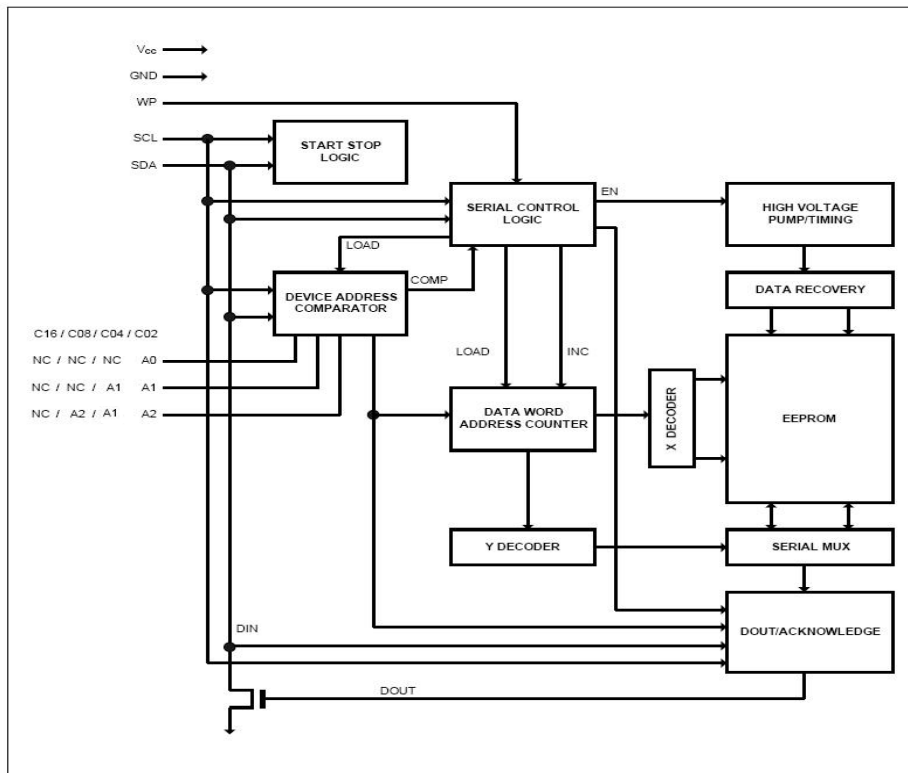 Vcc
GND
WP
SCL
SDA
START STOP
LOGIC
SERIAL CONTROL
LOGIC
EN
HIGH VOLTAGE
PUMP/TIMING
LOAD
COMP
DEVICE ADDRESS
COMPARATOR
DATA RECOVERY
C16 / C08 / C04 / C02
NC / NC / NC A0
NC / NC / A1 A1
NC / A2 / A1 A2
LOAD
INC
DATA WORD
ADDRESS COUNTER
X DECODER
EEPROM
Y DECODER
SERIAL MUX
DIN
DOUT/ACKNOWLEDGE
DOUT